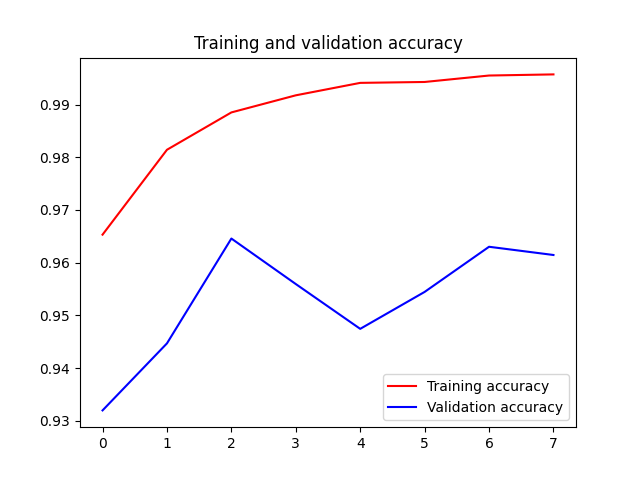 Training and validation accuracy
0.99
0.98
0.97
0.96
0.95
0.94
0.93
0 1 2 3 4 5 6 7
Training accuracy
Validation accuracy